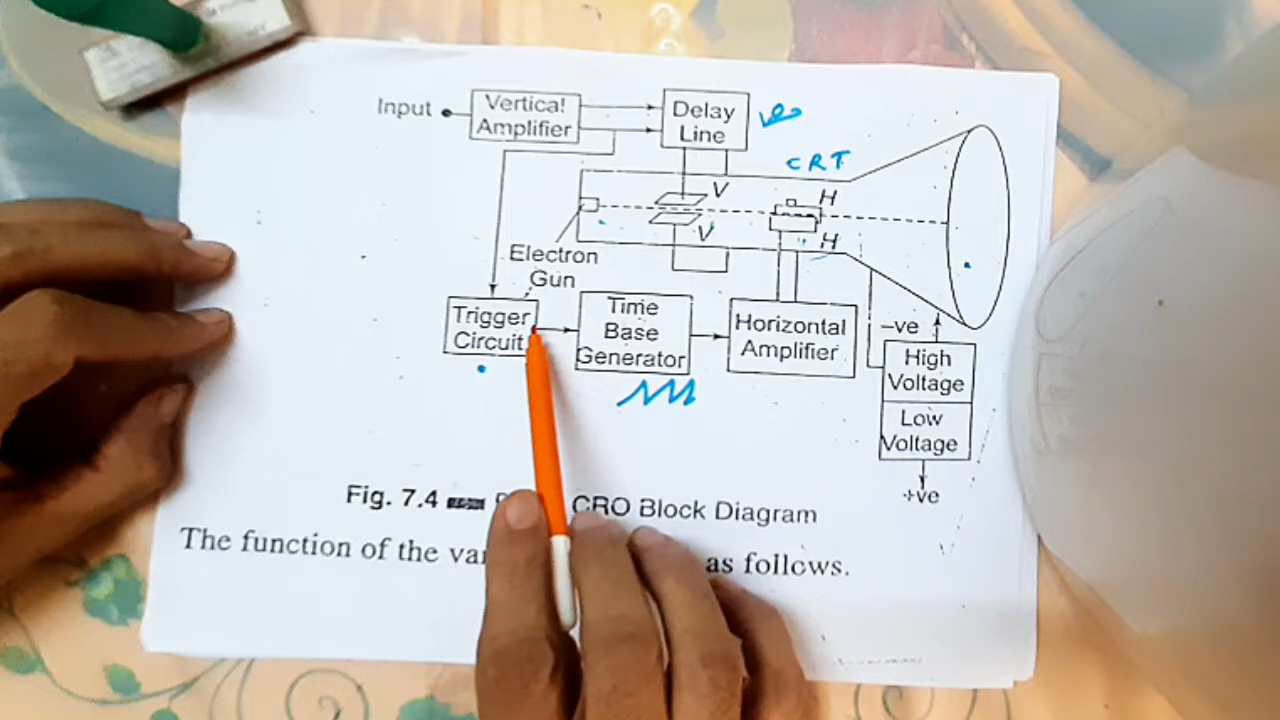 Input
Vertical
Amplifier
Delay
Line
CRT
V
V
H
H
Electron
Gun
Trigger
Circuit
Time
Base
Generator
Horizontal
Amplifier
–ve
High
Voltage
Low
Voltage
+ve
Fig. 7.4 CRO Block Diagram
The function of the as follows.